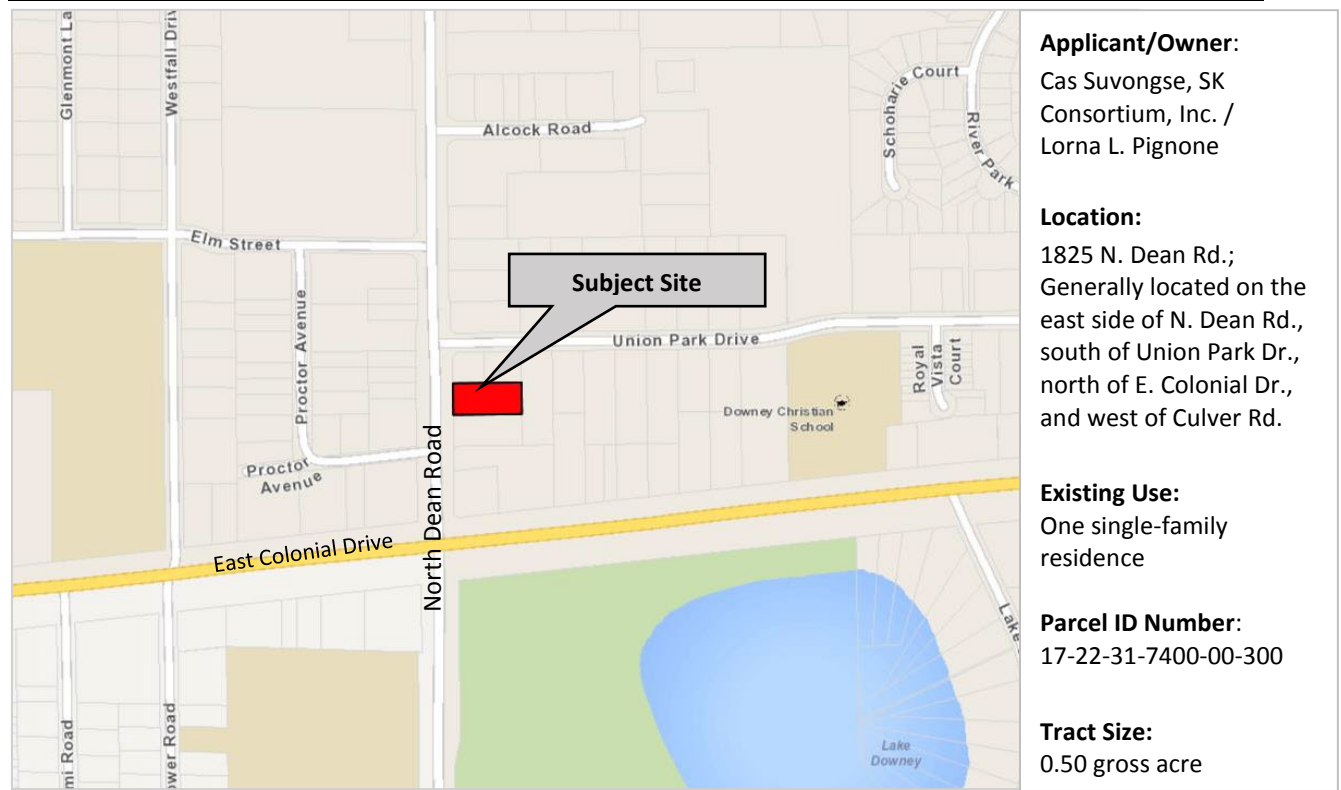 Glenmont La
Westfall Driv
Alcock Road
Schoharie Court
River Park
Elm Street
Proctor Avenue
Subject Site
Union Park Drive
Royal
Vista
Court
Downey Christian
School
Proctor
Avenue
North Dean Road
East Colonial Drive
Lake
mi Road
ower Road
Lake
Downey
Applicant/Owner:
Cas Suvongse, SK
Consortium, Inc. /
Lorna L. Pignone
Location:
1825 N. Dean Rd.;
Generally located on the
east side of N. Dean Rd.,
south of Union Park Dr.,
north of E. Colonial Dr.,
and west of Culver Rd.
Existing Use:
One single-family
residence
Parcel ID Number:
17-22-31-7400-00-300
Tract Size:
0.50 gross acre